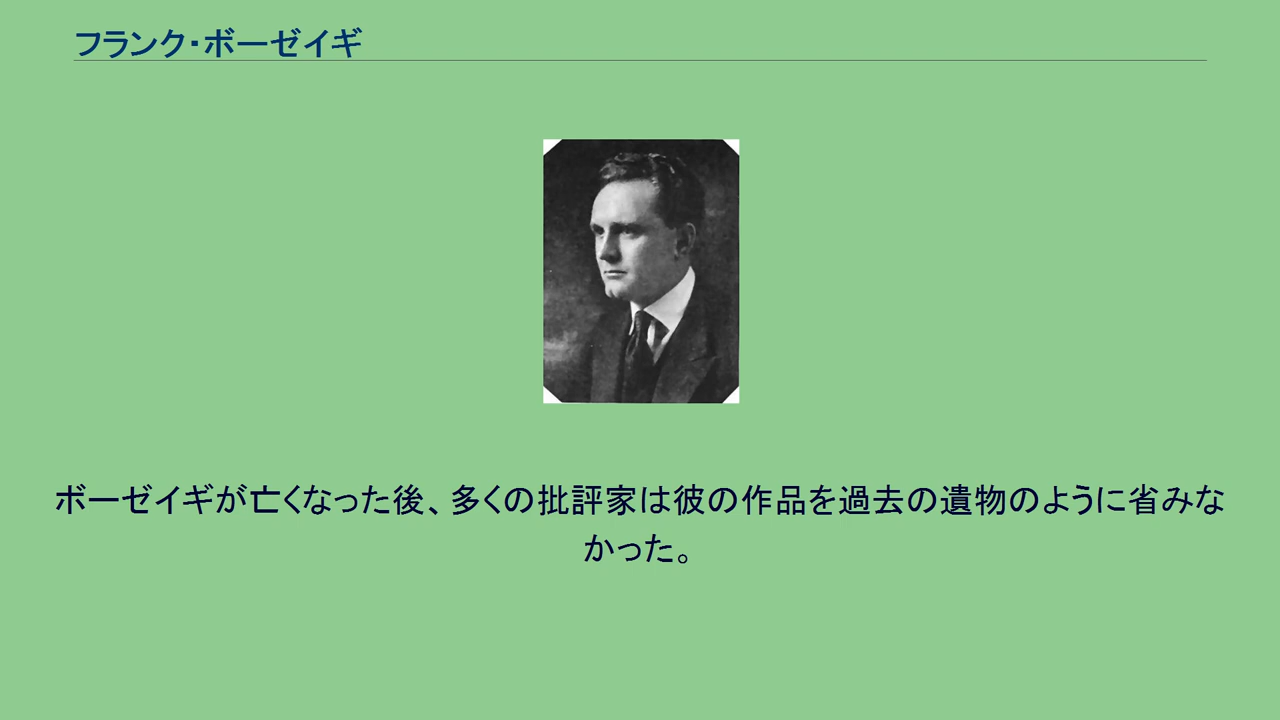 フランク・ボーゼイギ
ボーゼイギが亡くなった後、多くの批評家は彼の作品を過去の遺物のように省みな
かった。